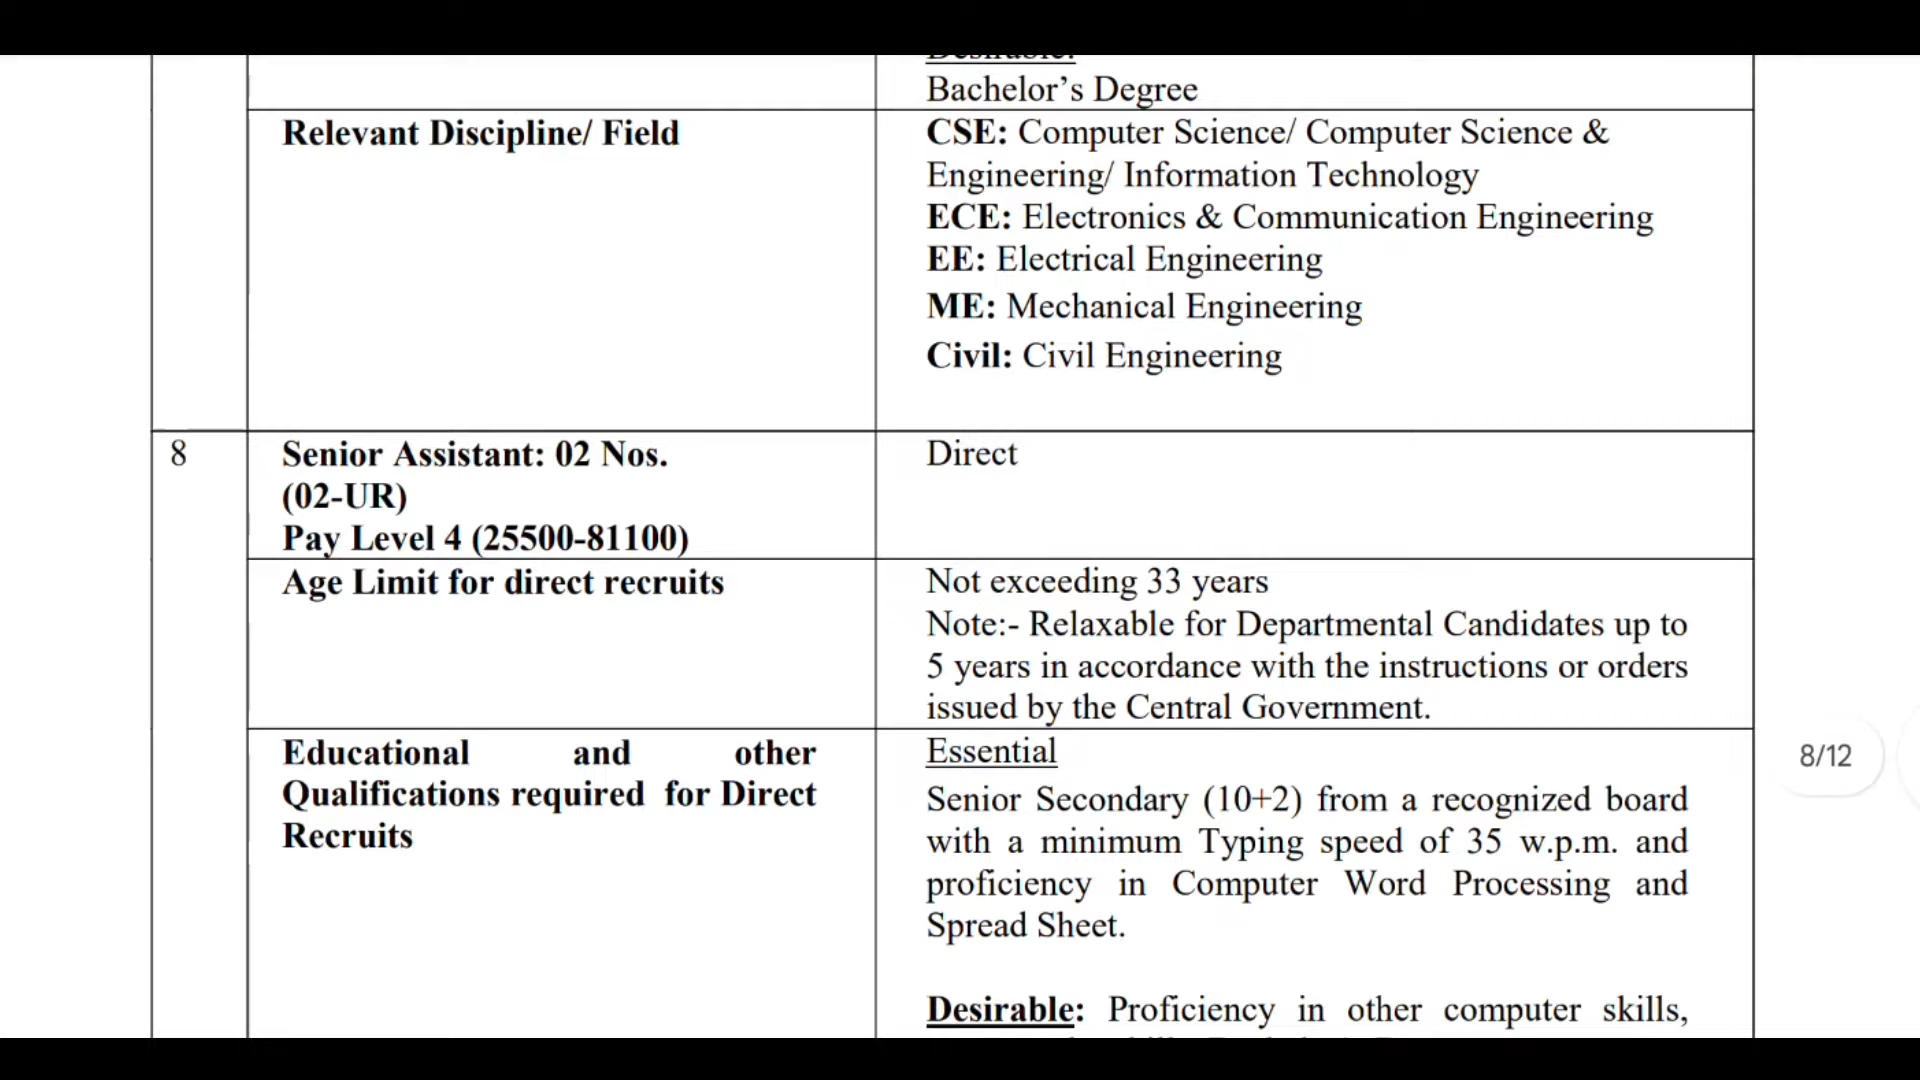 Desirable:
Bachelor’s Degree
Relevant Discipline/ Field
CSE: Computer Science/ Computer Science &
Engineering/ Information Technology
ECE: Electronics & Communication Engineering
EE: Electrical Engineering
ME: Mechanical Engineering
Civil: Civil Engineering
8
Senior Assistant: 02 Nos.
(02-UR)
Pay Level 4 (25500-81100)
Direct
Age Limit for direct recruits
Not exceeding 33 years
Note:- Relaxable for Departmental Candidates up to
5 years in accordance with the instructions or orders
issued by the Central Government.
Educational and other
Qualifications required for Direct
Recruits
Essential
Senior Secondary (10+2) from a recognized board
with a minimum Typing speed of 35 w.p.m. and
proficiency in Computer Word Processing and
Spread Sheet.
Desirable: Proficiency in other computer skills,
8/12